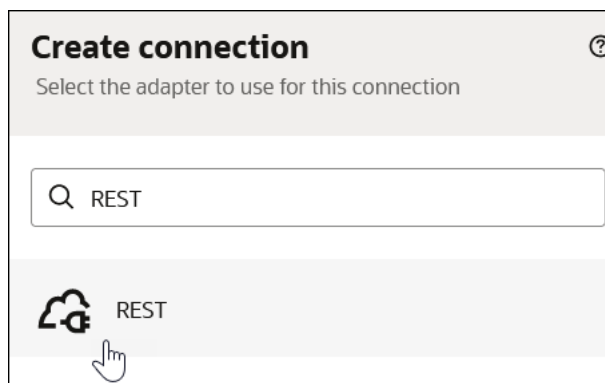 Create connection
Select the adapter to use for this connection
REST
REST